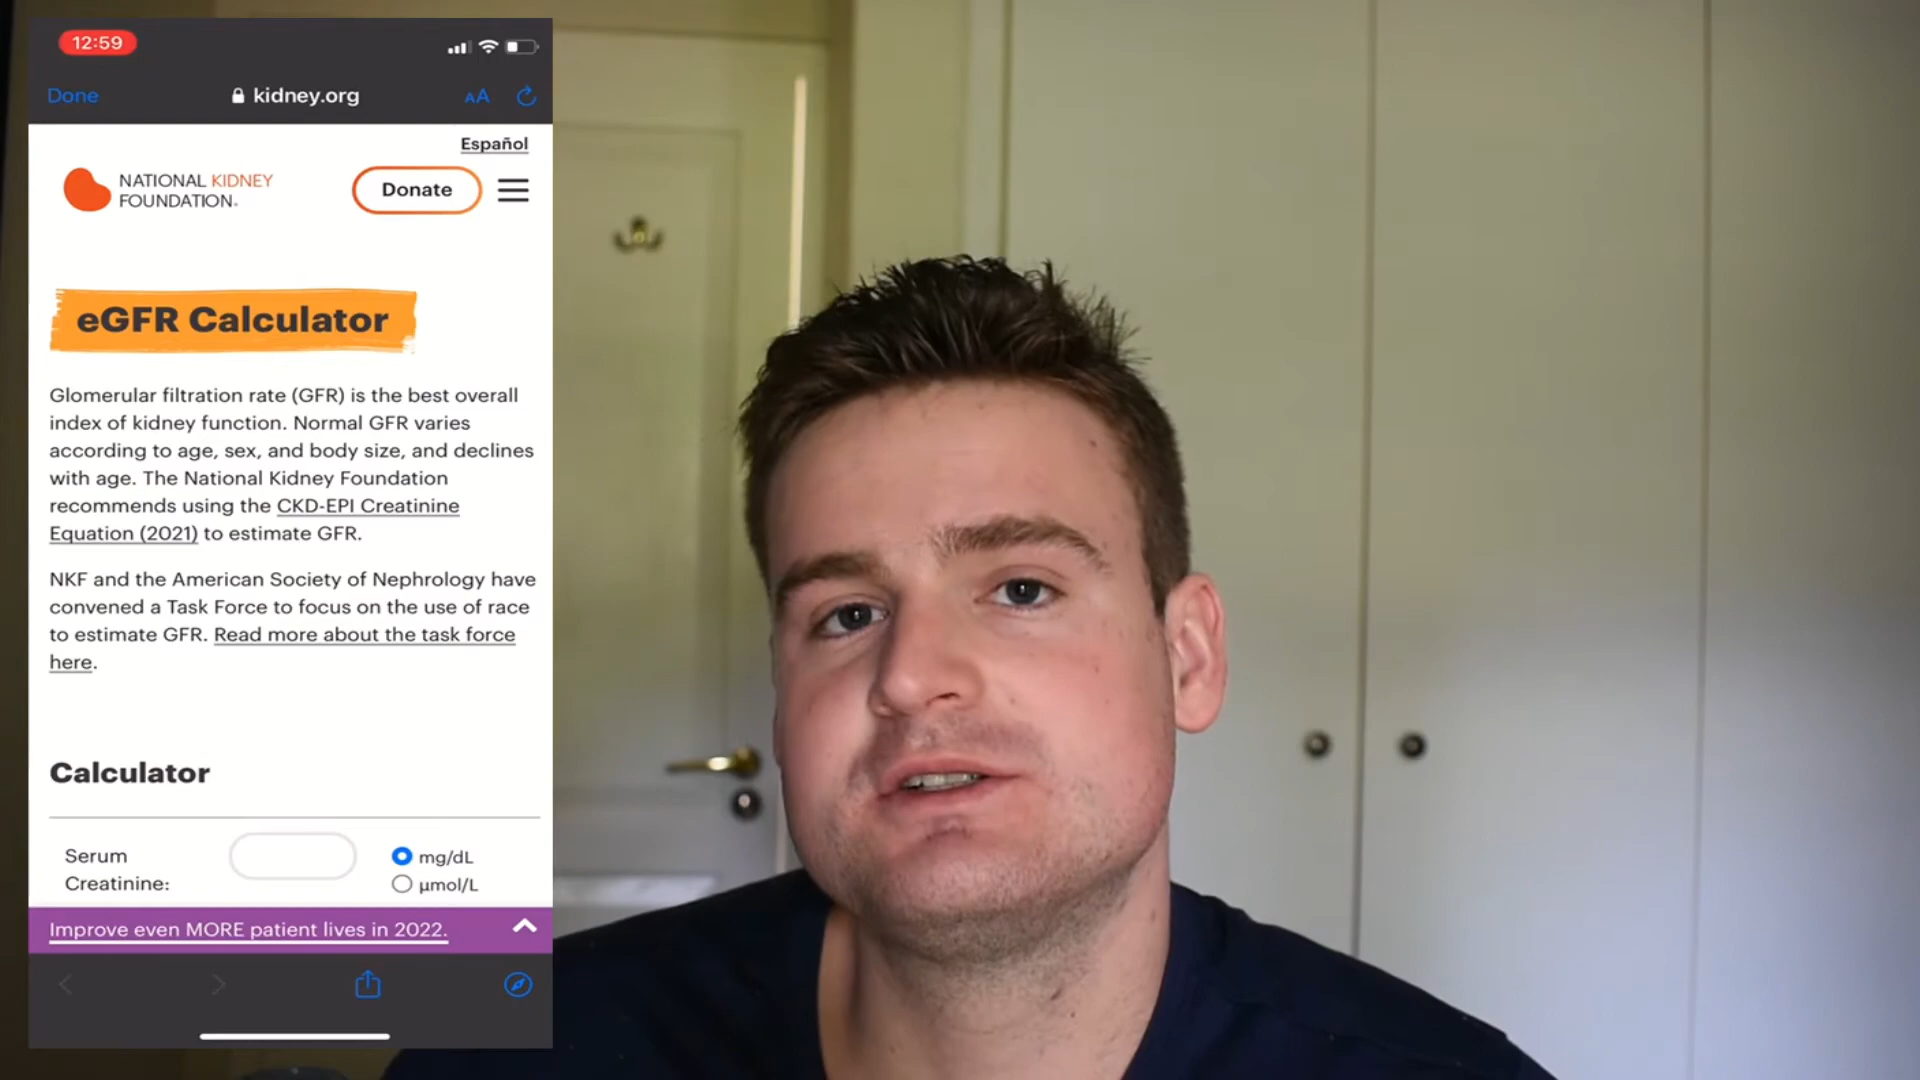 12:59
Done
kidney.org
AA
Español
NATIONAL KIDNEY
FOUNDATION
Donate
eGFR Calculator
Glomerular filtration rate (GFR) is the best overall
index of kidney function. Normal GFR varies
according to age, sex, and body size, and declines
with age. The National Kidney Foundation
recommends using the CKD-EPI Creatinine
Equation (2021) to estimate GFR.
NKF and the American Society of Nephrology have
convened a Task Force to focus on the use of race
to estimate GFR. Read more about the task force
here.
Calculator
Serum
Creatinine:
mg/dL
µmol/L
Improve even MORE patient lives in 2022.